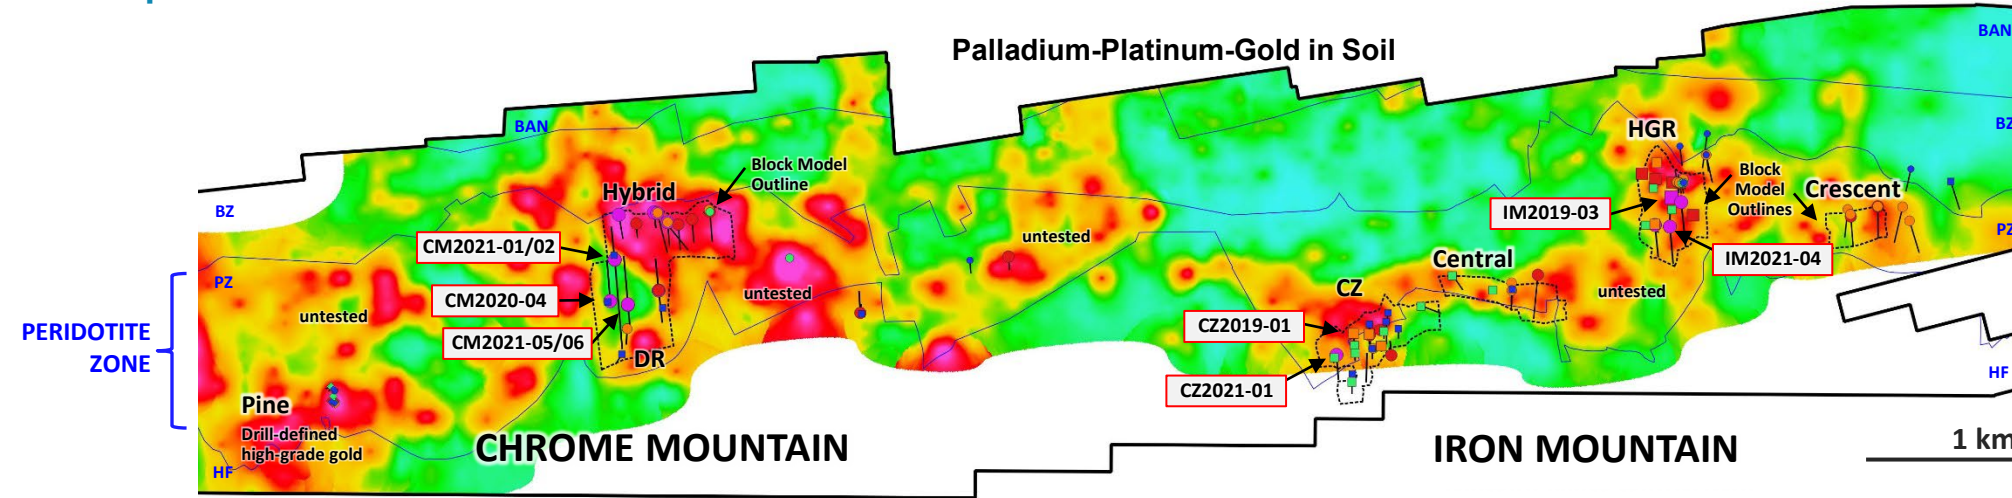 Palladium-Platinum-Gold in Soil
BAN
BAN
BZ
HGR
Block Model
Outline
Block
Model
Outlines
Crescent
Hybrid
BZ
IM2019-03
PZ
untested
CM2021-01/02
Central
IM2021-04
PZ
CZ
untested
untested
CM2020-04
untested
CZ2019-01
PERIDOTITE
ZONE
CM2021-05/06
DR
HF
CZ2021-01
Pine
Drill-defined
high-grade gold
CHROME MOUNTAIN
IRON MOUNTAIN
1 km
HF